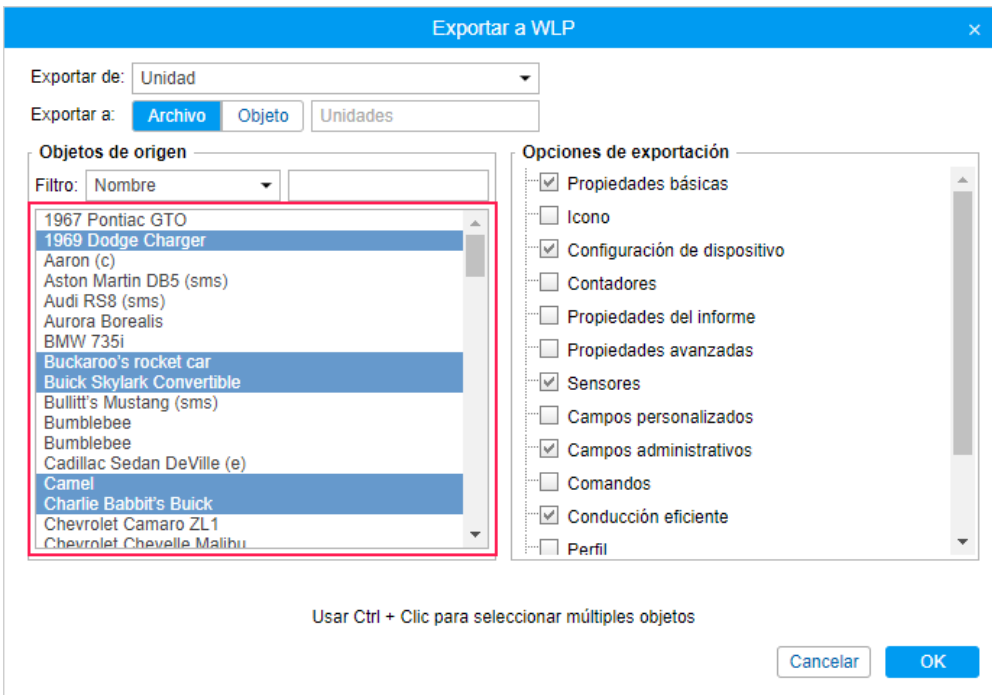 Exportar a WLP ×
Exportar de: Unidad
Exportar a: Archivo Objeto Unidades
Objetos de origen
Filtro: Nombre
1967 Pontiac GTO
1969 Dodge Charger
Aaron (c)
Aston Martin DB5 (sms)
Audi RS8 (sms)
Aurora Borealis
BMW 735i
Buckaroo's rocket car
Buick Skylark Convertible
Bullitt's Mustang (sms)
Bumblebee
Bumblebee
Cadillac Sedan DeVille (e)
Camel
Charlie Babbit's Buick
Chevrolet Camaro ZL1
Chevrolet Chevelle Malibu
Opciones de exportación
Propiedades básicas
Icono
Configuración de dispositivo
Contadores
Propiedades del informe
Propiedades avanzadas
Sensores
Campos personalizados
Campos administrativos
Comandos
Conducción eficiente
Perfil
Usar Ctrl + Clic para seleccionar múltiples objetos
Cancelar OK